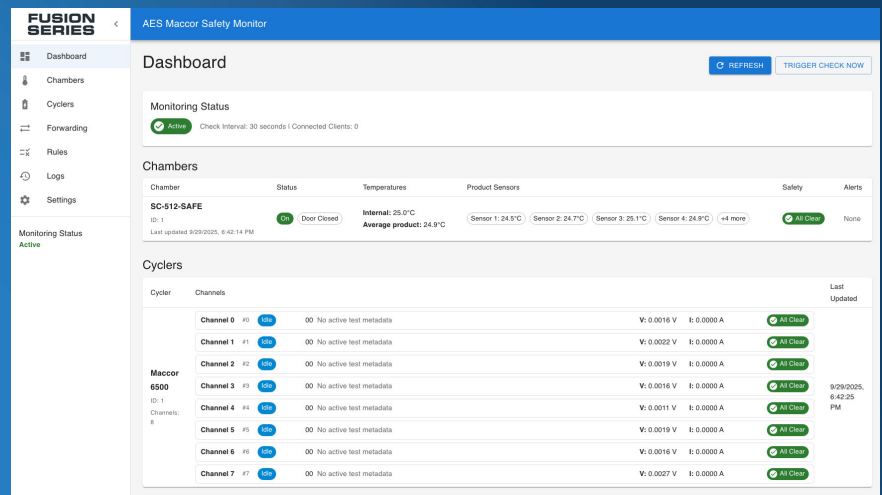 FUSION
SERIES
AES Maccor Safety Monitor
Dashboard
Chambers
Cyclers
Forwarding
Rules
Logs
Settings
Monitoring Status
Active
Dashboard
REFRESH
TRIGGER CHECK NOW
Monitoring Status
Active Check Interval: 30 seconds | Connected Clients: 0
Chambers
Chamber Status Temperatures Product Sensors Safety Alerts
SC-512-SAFE
ID: 1
Last updated 9/29/2025, 6:42:14 PM
On Door Closed
Internal: 25.0°C
Average product: 24.9°C
Sensor 1: 24.5°C Sensor 2: 24.7°C Sensor 3: 25.1°C Sensor 4: 24.9°C +4 more
All Clear
None
Cyclers
Cycler Channels Last Updated
Maccor
6500
ID: 1
Channels:
8
Channel 0 #0 Idle 00 No active test metadata V: 0.0016 V I: 0.0000 A All Clear
Channel 1 #1 Idle 00 No active test metadata V: 0.0022 V I: 0.0000 A All Clear
Channel 2 #2 Idle 00 No active test metadata V: 0.0019 V I: 0.0000 A All Clear
Channel 3 #3 Idle 00 No active test metadata V: 0.0016 V I: 0.0000 A All Clear
Channel 4 #4 Idle 00 No active test metadata V: 0.0011 V I: 0.0000 A All Clear
Channel 5 #5 Idle 00 No active test metadata V: 0.0019 V I: 0.0000 A All Clear
Channel 6 #6 Idle 00 No active test metadata V: 0.0016 V I: 0.0000 A All Clear
Channel 7 #7 Idle 00 No active test metadata V: 0.0027 V I: 0.0000 A All Clear
9/29/2025,
6:42:25
PM